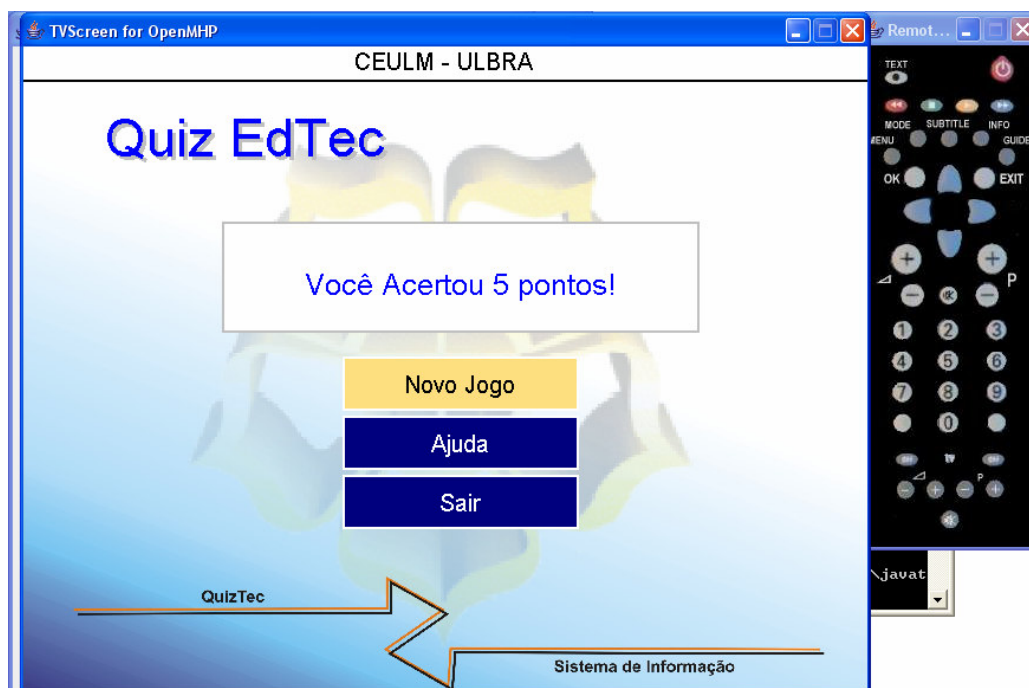 TVScreen for OpenMHP
CEULM - ULBRA
Quiz EdTec
Você Acertou 5 pontos!
Novo Jogo
Ajuda
Sair
QuizTec
Sistema de Informação
Remot...
TEXT
MODE SUBTITLE INFO
MENU GUIDE
OK EXIT
+ +
P
- -
1 2 3
4 5 6
7 8 9
0
TV
P
- + - +
\javat